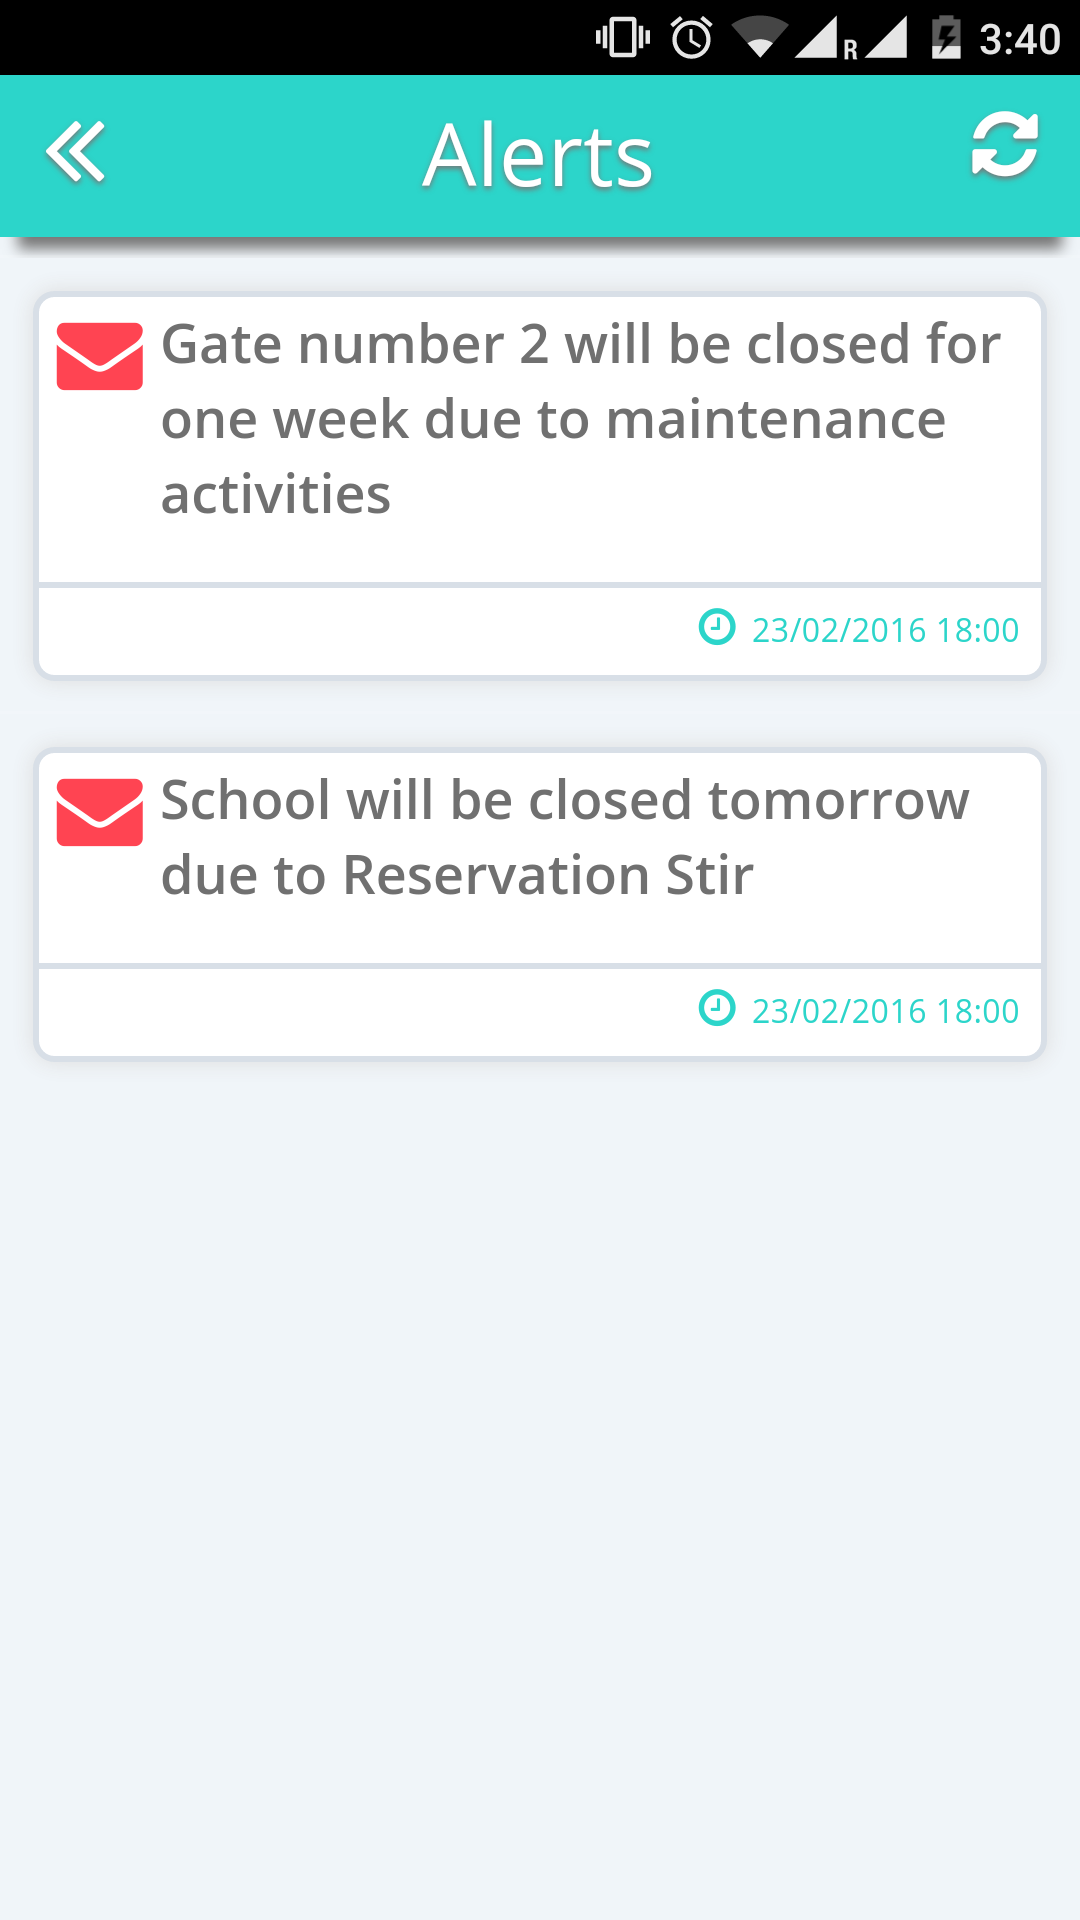 R 3:40
Alerts
Gate number 2 will be closed for
one week due to maintenance
activities
23/02/2016 18:00
School will be closed tomorrow
due to Reservation Stir
23/02/2016 18:00